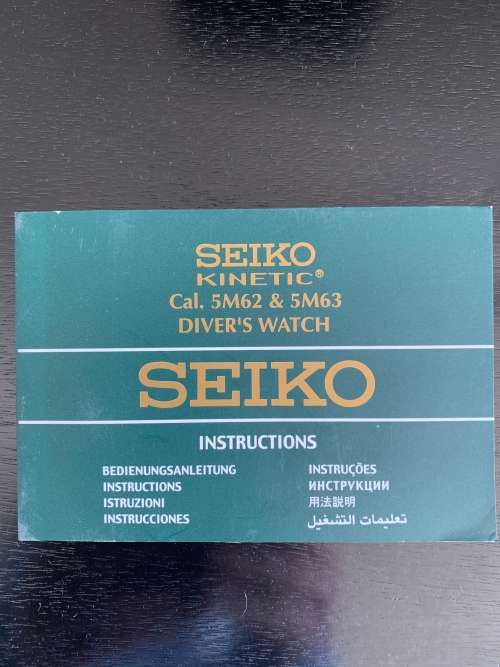 SEIKO
KINETIC®
Cal. 5M62 & 5M63
DIVER'S WATCH
SEIKO
INSTRUCTIONS
BEDIENUNGSANLEITUNG
INSTRUCTIONS
ISTRUZIONI
INSTRUCCIONES
INSTRUÇÕES
ИНСТРУКЦИИ
用法説明
تعليمات التشغيل